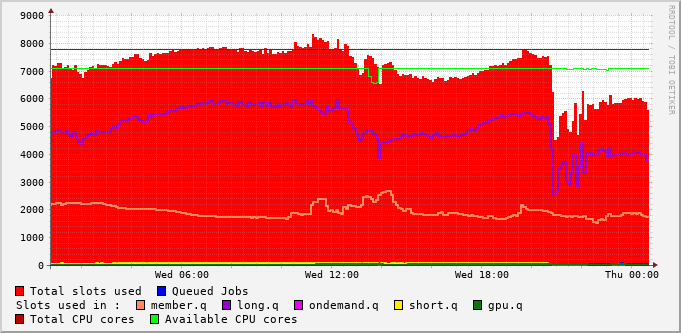 9000
8000
7000
6000
5000
4000
3000
2000
1000
0
Wed 06:00 Wed 12:00 Wed 18:00 Thu 00:00
RRDTOOL / TOBI OETIKER
Total slots used Queued Jobs
Slots used in : member.q long.q ondemand.q short.q gpu.q
Total CPU cores Available CPU cores